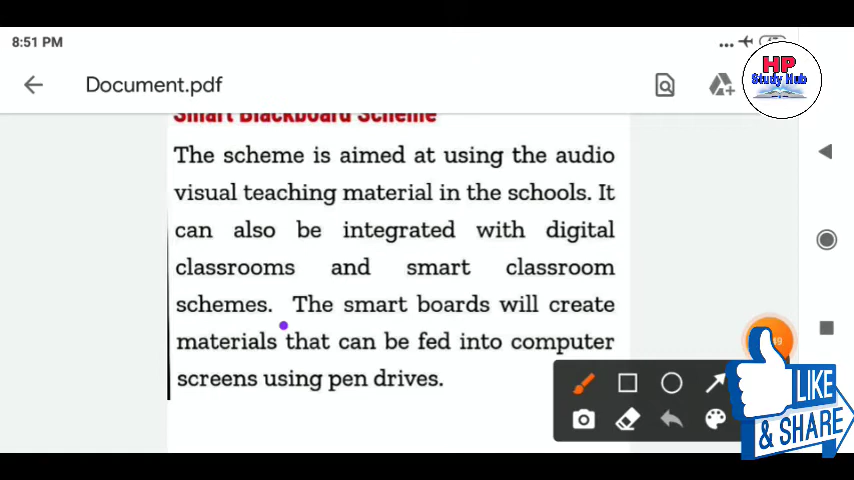 8:51 PM
Document.pdf
HP
Study Hub
Smart Blackboard Scheme
The scheme is aimed at using the audio
visual teaching material in the schools. It
can also be integrated with digital
classrooms and smart classroom
schemes. The smart boards will create
materials that can be fed into computer
screens using pen drives.
LIKE
& SHARE